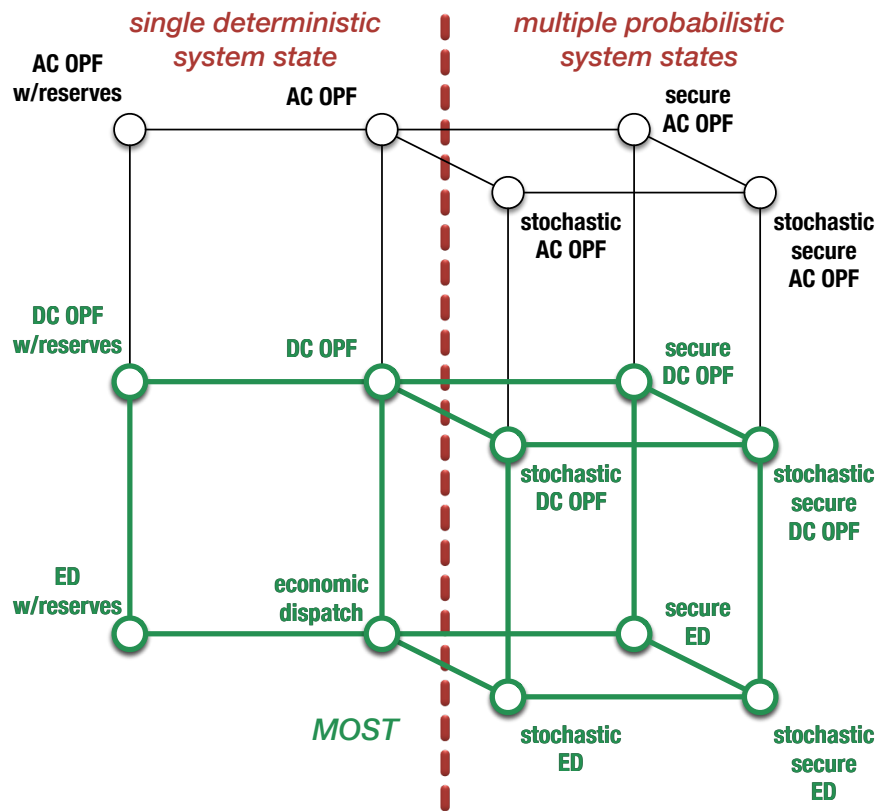 single deterministic
system state
multiple probabilistic
system states
AC OPF
w/reserves
AC OPF
secure
AC OPF
stochastic
AC OPF
stochastic
secure
AC OPF
DC OPF
w/reserves
DC OPF
secure
DC OPF
stochastic
DC OPF
stochastic
secure
DC OPF
ED
w/reserves
economic
dispatch
secure
ED
MOST
stochastic
ED
stochastic
secure
ED